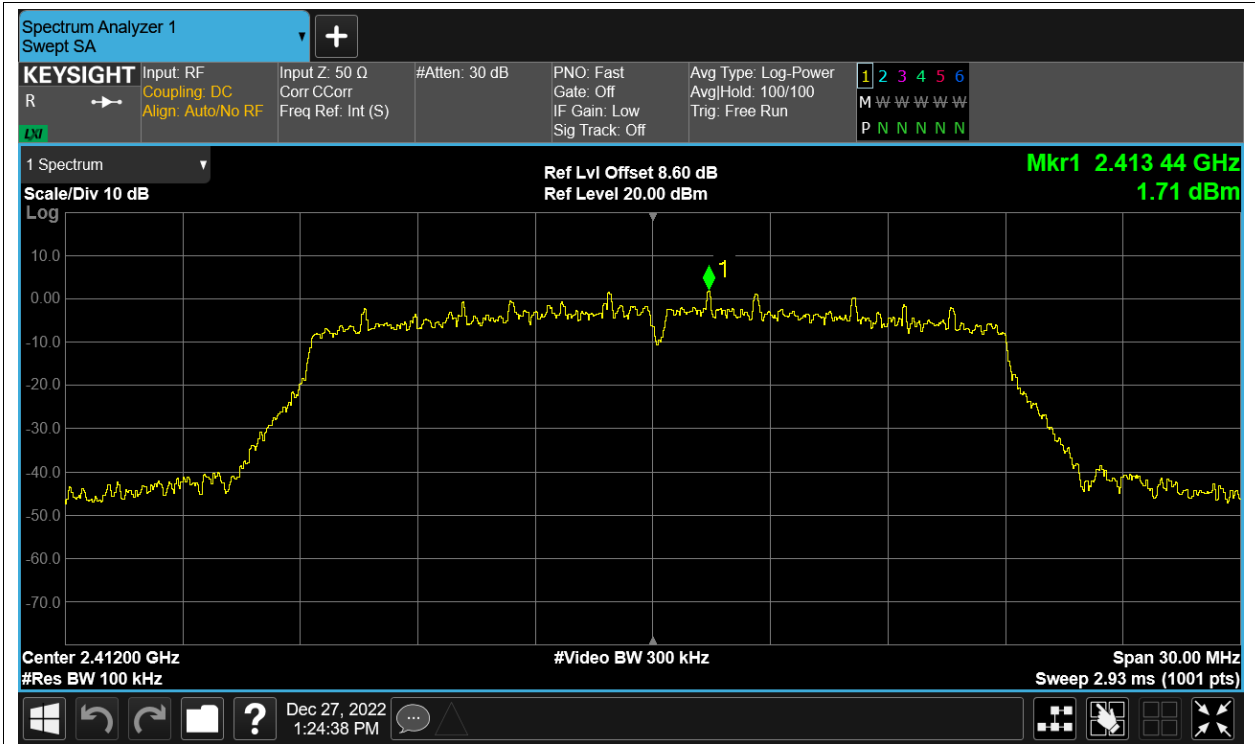 Spectrum Analyzer 1
Swept SA
KEYSIGHT
R
LXI
Input: RF
Coupling: DC
Align: Auto/No RF
Input Z: 50 Ω
Corr CCorr
Freq Ref: Int (S)
#Atten: 30 dB
PNO: Fast
Gate: Off
IF Gain: Low
Sig Track: Off
Avg Type: Log-Power
Avg|Hold: 100/100
Trig: Free Run
1 2 3 4 5 6
M W W W W W
P N N N N N N
1 Spectrum
Scale/Div 10 dB
Log
Ref Lvl Offset 8.60 dB
Ref Level 20.00 dBm
Mkr1 2.413 44 GHz
1.71 dBm
1
10.0
0.00
-10.0
-20.0
-30.0
-40.0
-50.0
-60.0
-70.0
Center 2.41200 GHz
#Res BW 100 kHz
#Video BW 300 kHz
Span 30.00 MHz
Sweep 2.93 ms (1001 pts)
?
Dec 27, 2022
1:24:38 PM